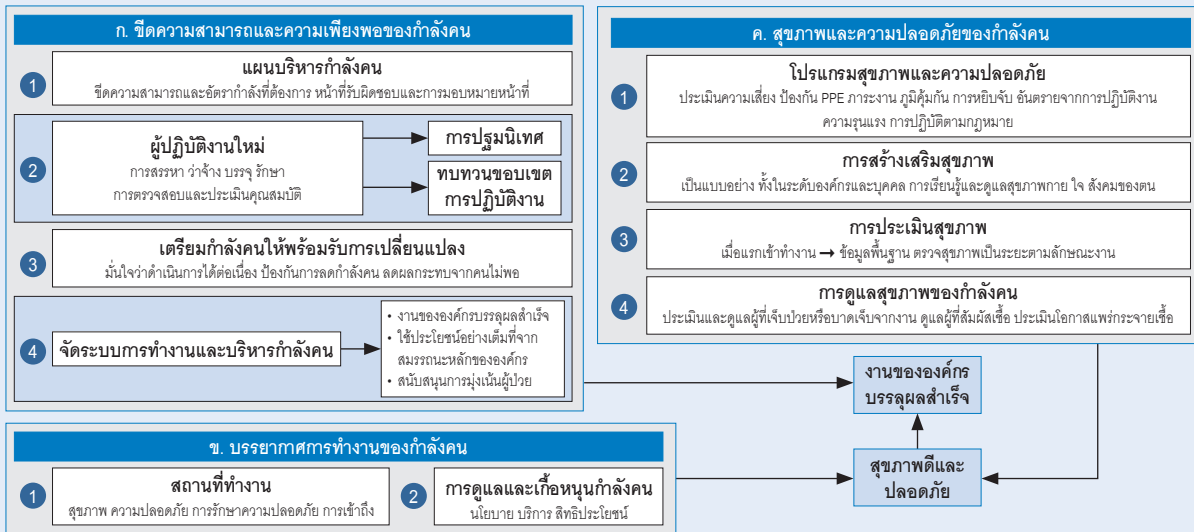 ก. ขีดความสามารถและความเพียงพอของกำลังคน
1
แผนบริหารกำลังคน
ขีดความสามารถและอัตรากำลังที่ต้องการ หน้าที่รับผิดชอบและการมอบหมายหน้าที่
2
ผู้ปฏิบัติงานใหม่
การสรรหา ว่าจ้าง บรรจุ รักษา
การตรวจสอบและประเมินคุณสมบัติ
การปฐมนิเทศ
ทบทวนขอบเขต
การปฏิบัติงาน
3
เตรียมกำลังคนให้พร้อมรับการเปลี่ยนแปลง
มั่นใจว่าดำเนินการได้ต่อเนื่อง ป้องกันการลดกำลังคน ลดผลกระทบจากคนไม่พอ
4
จัดระบบการทำงานและบริหารกำลังคน
• งานขององค์กรบรรลุผลสำเร็จ
• ใช้ประโยชน์อย่างเต็มที่จาก
สมรรถนะหลักขององค์กร
• สนับสนุนการมุ่งเน้นผู้ป่วย
ข. บรรยากาศการทำงานของกำลังคน
1
สถานที่ทำงาน
สุขภาพ ความปลอดภัย การรักษาความปลอดภัย การเข้าถึง
2
การดูแลและเกื้อหนุนกำลังคน
นโยบาย บริการ สิทธิประโยชน์
ค. สุขภาพและความปลอดภัยของกำลังคน
1
โปรแกรมสุขภาพและความปลอดภัย
ประเมินความเสี่ยง ป้องกัน PPE ภาระงาน ภูมิคุ้มกัน การหยิบจับ อันตรายจากการปฏิบัติงาน
ความรุนแรง การปฏิบัติตามกฎหมาย
2
การสร้างเสริมสุขภาพ
เป็นแบบอย่าง ทั้งในระดับองค์กรและบุคคล การเรียนรู้และดูแลสุขภาพกาย ใจ สังคมของตน
3
การประเมินสุขภาพ
เมื่อแรกเข้าทำงาน → ข้อมูลพื้นฐาน ตรวจสุขภาพเป็นระยะตามลักษณะงาน
4
การดูแลสุขภาพของกำลังคน
ประเมินและดูแลผู้ที่เจ็บป่วยหรือบาดเจ็บจากงาน ดูแลผู้ที่สัมผัสเชื้อ ประเมินโอกาสแพร่กระจายเชื้อ
งานขององค์กร
บรรลุผลสำเร็จ
สุขภาพดีและ
ปลอดภัย